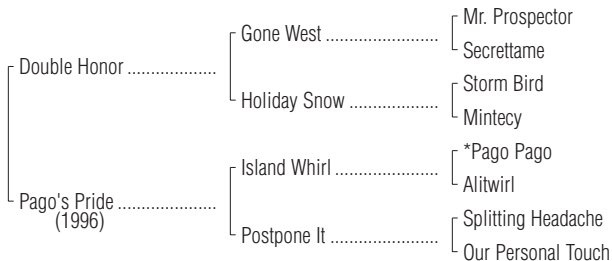 Mr. Prospector
Gone West ....................
Secrettame
Double Honor ................
Storm Bird
Holiday Snow ................
Mintecy
*Pago Pago
Island Whirl ..................
Alitwirl
Pago's Pride .................
(1996)
Splitting Headache
Postpone It ...................
Our Personal Touch